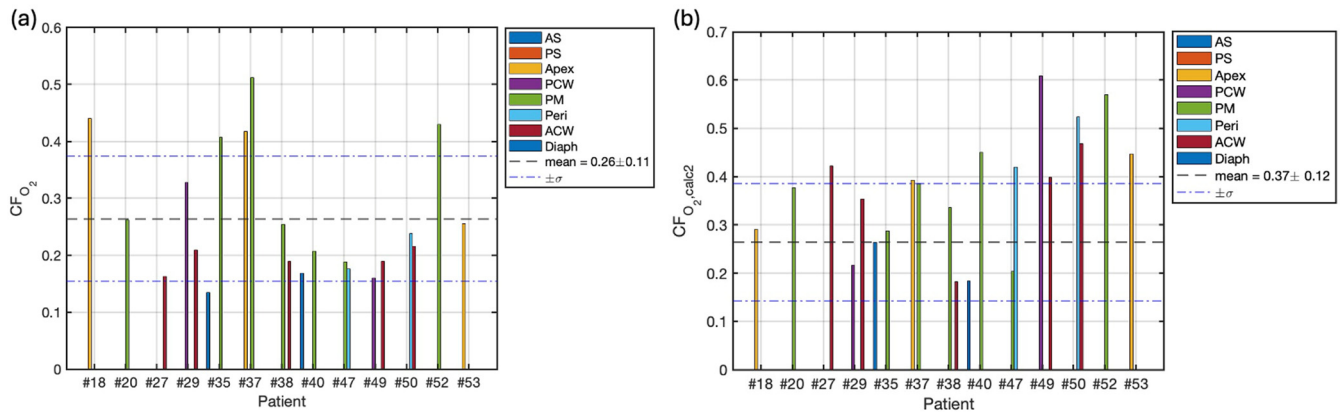 (a)
0.6
0.5
0.4
0.3
0.2
0.1
0
CF_O2
#18 #20 #27 #29 #35 #37 #38 #40 #47 #49 #50 #52 #53
Patient
AS
PS
Apex
PCW
PM
Peri
ACW
Diaph
mean = 0.26±0.11
±σ
(b)
0.7
0.6
0.5
0.4
0.3
0.2
0.1
0
CF_O2,calc2
#18 #20 #27 #29 #35 #37 #38 #40 #47 #49 #50 #52 #53
Patient
AS
PS
Apex
PCW
PM
Peri
ACW
Diaph
mean = 0.37± 0.12
±σ